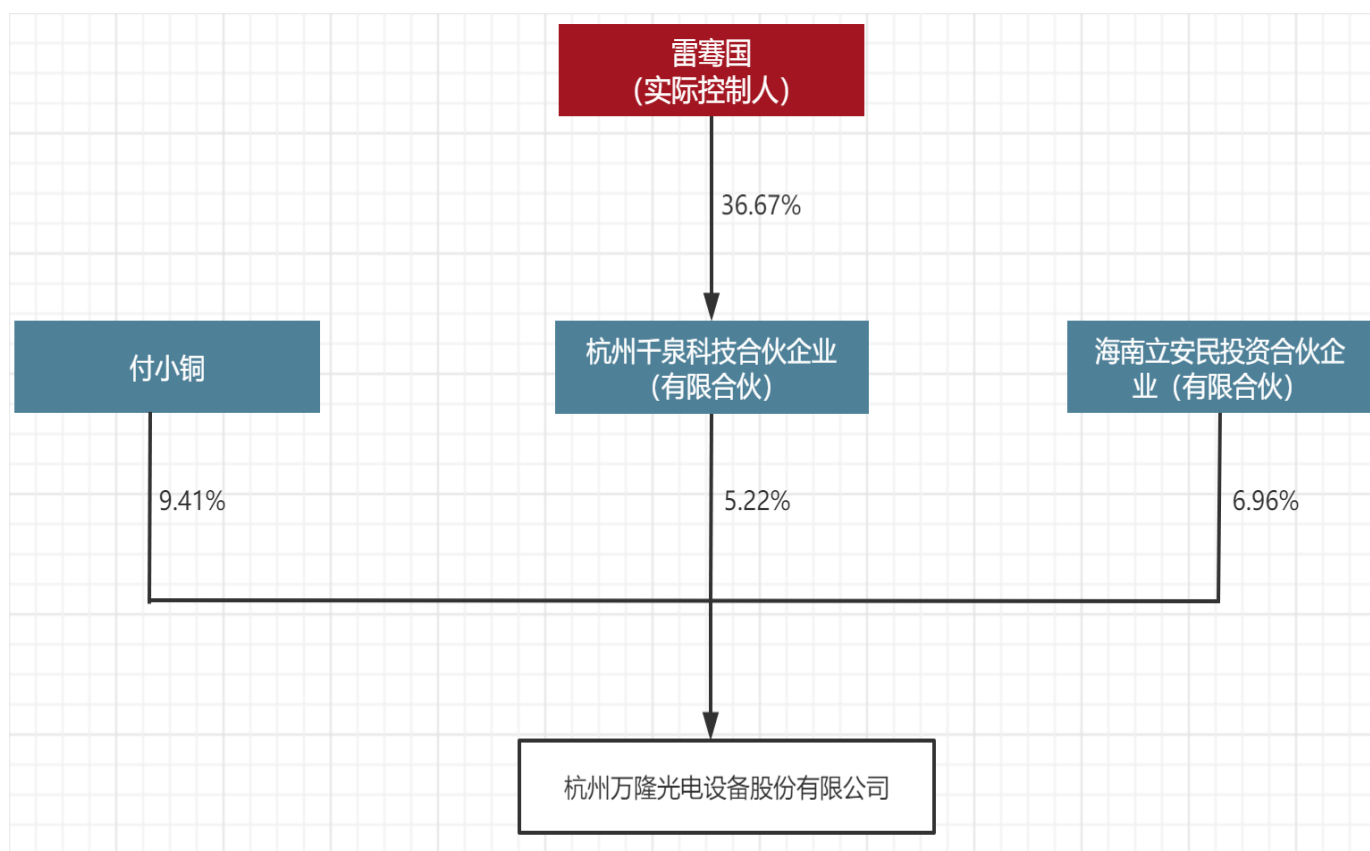 雷骞国
（实际控制人）
36.67%
付小铜
杭州千泉科技合伙企业
（有限合伙）
海南立安民投资合伙企
业（有限合伙）
9.41%
5.22%
6.96%
杭州万隆光电设备股份有限公司